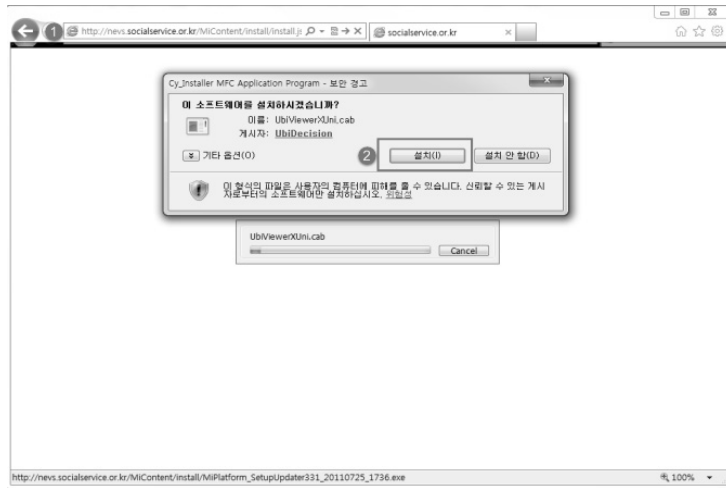 1
http://nevs.socialservice.or.kr/MiContent/install/install.js
socialservice.or.kr
Cy_Installer MFC Application Program - 보안 경고
이 소프트웨어를 설치하시겠습니까?
이름: UbiViewerXUni.cab
게시자: UbiDecision
기타 옵션(O)
2
설치(I)
설치 안 함(D)
이 형식의 파일은 사용자의 컴퓨터에 피해를 줄 수 있습니다. 신뢰할 수 있는 게시
자로부터의 소프트웨어만 설치하십시오. 위험성
UbiViewerXUni.cab
Cancel
http://nevs.socialservice.or.kr/MiContent/install/MiPlatform_SetupUpdater331_20110725_1736.exe
100%